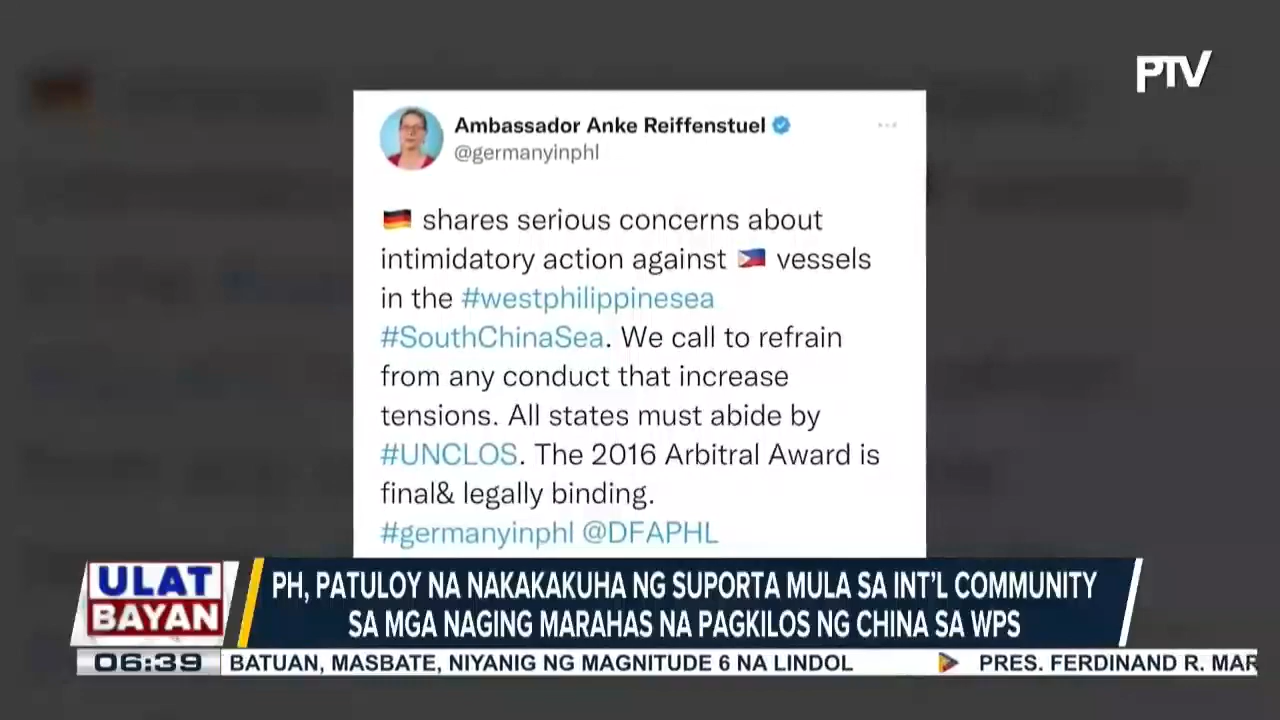 PTV
Ambassador Anke Reiffenstuel
@germanyinphl
🇩🇪 shares serious concerns about
intimidatory action against 🇵🇭 vessels
in the #westphilippinesea
#SouthChinaSea. We call to refrain
from any conduct that increase
tensions. All states must abide by
#UNCLOS. The 2016 Arbitral Award is
final& legally binding.
#germanyinphl @DFAPHL
ULAT
BAYAN
PH, PATULOY NA NAKAKAKUHA NG SUPORTA MULA SA INT'L COMMUNITY
SA MGA NAGING MARAHAS NA PAGKILOS NG CHINA SA WPS
06:39
BATUAN, MASBATE, NIYANIG NG MAGNITUDE 6 NA LINDOL
PRES. FERDINAND R. MAR